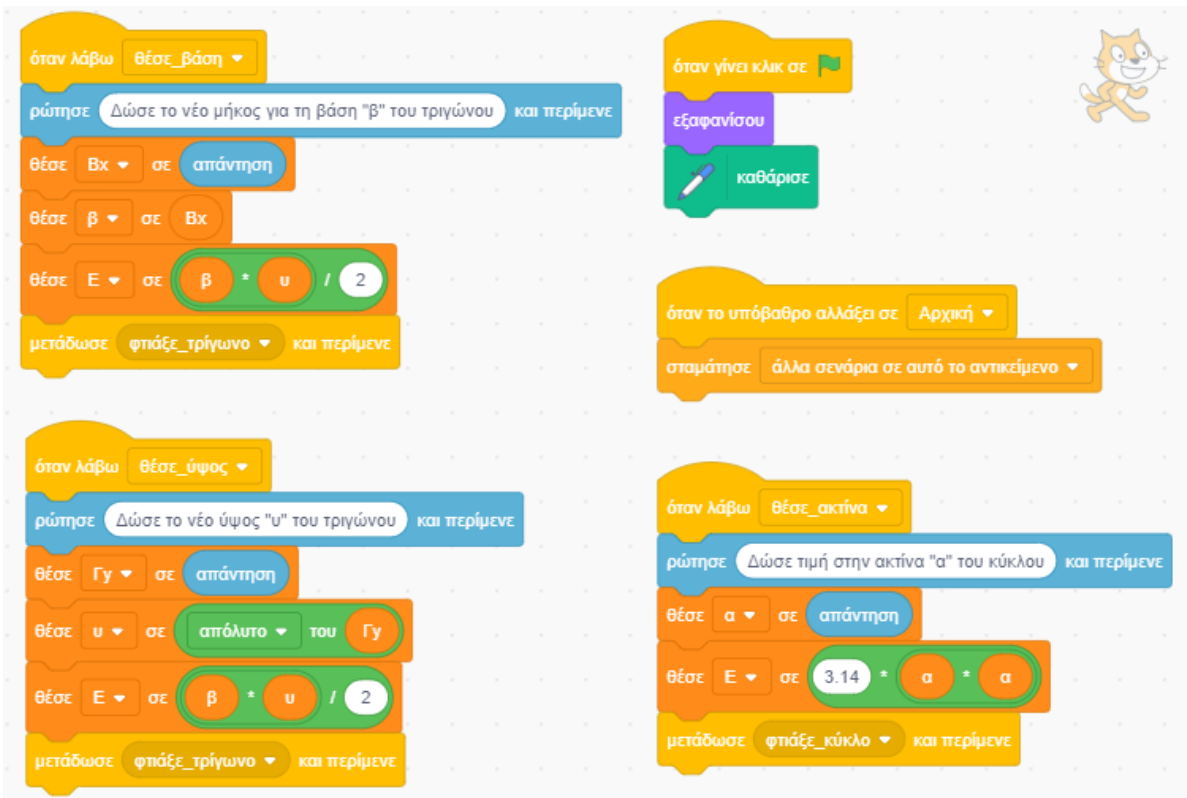 όταν λάβω θέσε_βάση
ρώτησε Δώσε το νέο μήκος για τη βάση "β" του τριγώνου και περίμενε
θέσε Βx σε απάντηση
θέσε β σε Βx
θέσε Ε σε β * υ / 2
μετάδωσε φτιάξε_τρίγωνο και περίμενε
όταν λάβω θέσε_ύψος
ρώτησε Δώσε το νέο ύψος "υ" του τριγώνου και περίμενε
θέσε Γy σε απάντηση
θέσε υ σε απόλυτο του Γy
θέσε Ε σε β * υ / 2
μετάδωσε φτιάξε_τρίγωνο και περίμενε
όταν γίνει κλικ σε
εξαφανίσου
καθάρισε
όταν το υπόβαθρο αλλάξει σε Αρχική
σταμάτησε άλλα σενάρια σε αυτό το αντικείμενο
όταν λάβω θέσε_ακτίνα
ρώτησε Δώσε τιμή στην ακτίνα "α" του κύκλου και περίμενε
θέσε α σε απάντηση
θέσε Ε σε 3.14 * α * α
μετάδωσε φτιάξε_κύκλο και περίμενε